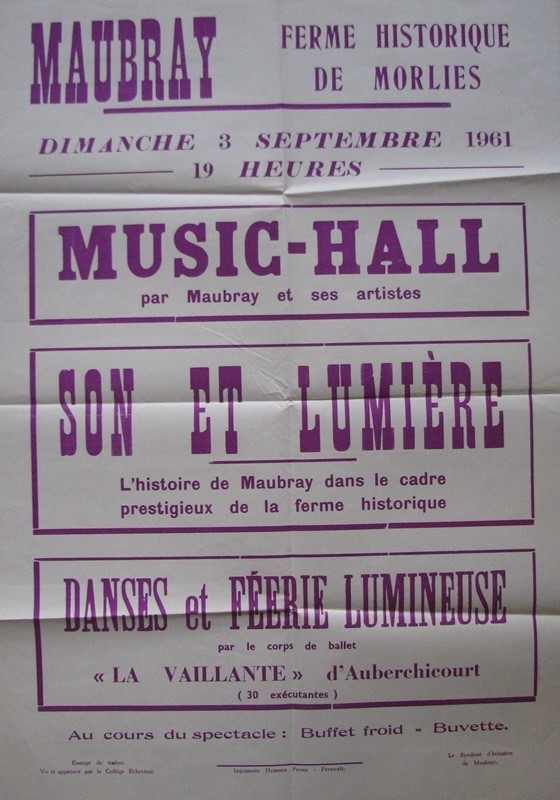 MAUBRAY
FERME HISTORIQUE
DE MORLIES
DIMANCHE 3 SEPTEMBRE 1961
19 HEURES
MUSIC-HALL
par Maubray et ses artistes
SON ET LUMIÈRE
L'histoire de Maubray dans le cadre
prestigieux de la ferme historique
DANSES et FÉERIE LUMINEUSE
par le corps de ballet
« LA VAILLANTE » d'Auberchicourt
( 30 exécutantes )
Au cours du spectacle : Buffet froid - Buvette.
Exempt de timbre.
Vu et approuvé par le Collège Echevinal.
Imprimerie - Péruwelz.
Le Syndicat d'Initiative
de Maubray.